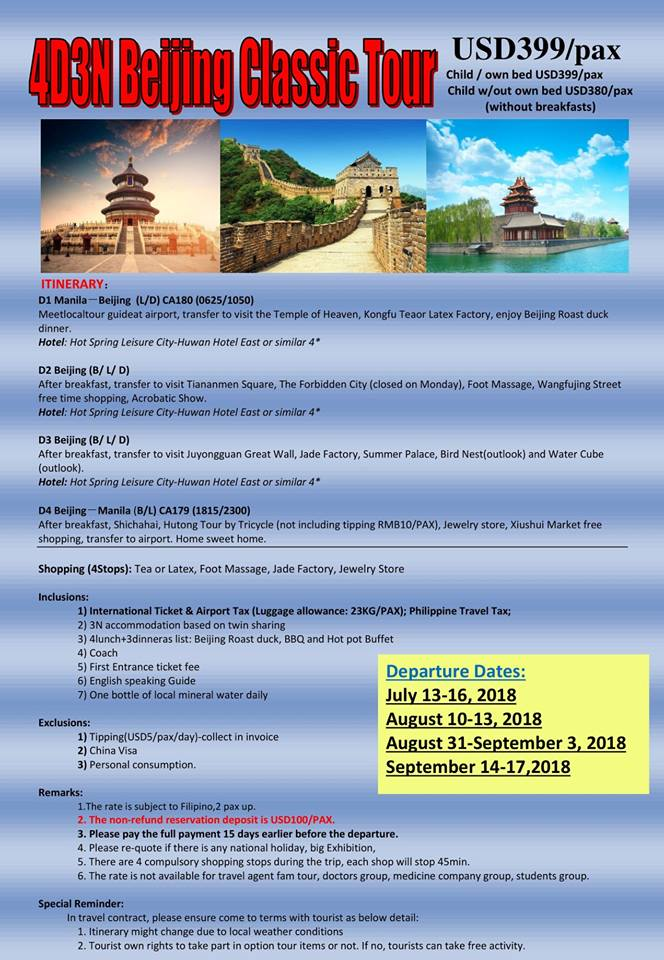 4D3N Beijing Classic Tour
USD399/pax
Child / own bed USD399/pax
Child w/out own bed USD380/pax
(without breakfasts)
ITINERARY:
D1 Manila—Beijing (L/D) CA180 (0625/1050)
Meetlocaltour guideat airport, transfer to visit the Temple of Heaven, Kongfu Teaor Latex Factory, enjoy Beijing Roast duck
dinner.
Hotel: Hot Spring Leisure City-Huwan Hotel East or similar 4*
D2 Beijing (B/ L/ D)
After breakfast, transfer to visit Tiananmen Square, The Forbidden City (closed on Monday), Foot Massage, Wangfujing Street
free time shopping, Acrobatic Show.
Hotel: Hot Spring Leisure City-Huwan Hotel East or similar 4*
D3 Beijing (B/ L/ D)
After breakfast, transfer to visit Juyongguan Great Wall, Jade Factory, Summer Palace, Bird Nest(outlook) and Water Cube
(outlook).
Hotel: Hot Spring Leisure City-Huwan Hotel East or similar 4*
D4 Beijing—Manila (B/L) CA179 (1815/2300)
After breakfast, Shichahai, Hutong Tour by Tricycle (not including tipping RMB10/PAX), Jewelry store, Xiushui Market free
shopping, transfer to airport. Home sweet home.
Shopping (4Stops): Tea or Latex, Foot Massage, Jade Factory, Jewelry Store
Inclusions:
1) International Ticket & Airport Tax (Luggage allowance: 23KG/PAX); Philippine Travel Tax;
2) 3N accommodation based on twin sharing
3) 4lunch+3dinneras list: Beijing Roast duck, BBQ and Hot pot Buffet
4) Coach
5) First Entrance ticket fee
6) English speaking Guide
7) One bottle of local mineral water daily
Departure Dates:
July 13-16, 2018
August 10-13, 2018
August 31-September 3, 2018
September 14-17,2018
Exclusions:
1) Tipping(USD5/pax/day)-collect in invoice
2) China Visa
3) Personal consumption.
Remarks:
1.The rate is subject to Filipino,2 pax up.
2. The non-refund reservation deposit is USD100/PAX.
3. Please pay the full payment 15 days earlier before the departure.
4. Please re-quote if there is any national holiday, big Exhibition,
5. There are 4 compulsory shopping stops during the trip, each shop will stop 45min.
6. The rate is not available for travel agent fam tour, doctors group, medicine company group, students group.
Special Reminder:
In travel contract, please ensure come to terms with tourist as below detail:
1. Itinerary might change due to local weather conditions
2. Tourist own rights to take part in option tour items or not. If no, tourists can take free activity.